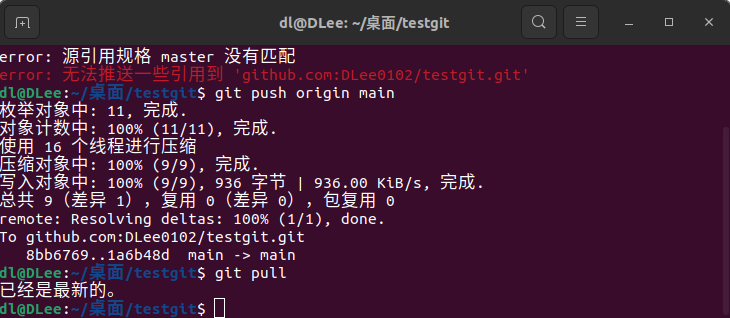 dl@DLee: ~/桌面/testgit
error: 源引用规格 master 没有匹配
error: 无法推送一些引用到 'github.com:DLee0102/testgit.git'
dl@DLee:~/桌面/testgit$ git push origin main
枚举对象中: 11, 完成.
对象计数中: 100% (11/11), 完成.
使用 16 个线程进行压缩
压缩对象中: 100% (9/9), 完成.
写入对象中: 100% (9/9), 936 字节 | 936.00 KiB/s, 完成.
总共 9（差异 1），复用 0（差异 0），包复用 0
remote: Resolving deltas: 100% (1/1), done.
To github.com:DLee0102/testgit.git
   8bb6769..1a6b48d  main -> main
dl@DLee:~/桌面/testgit$ git pull
已经是最新的。
dl@DLee:~/桌面/testgit$